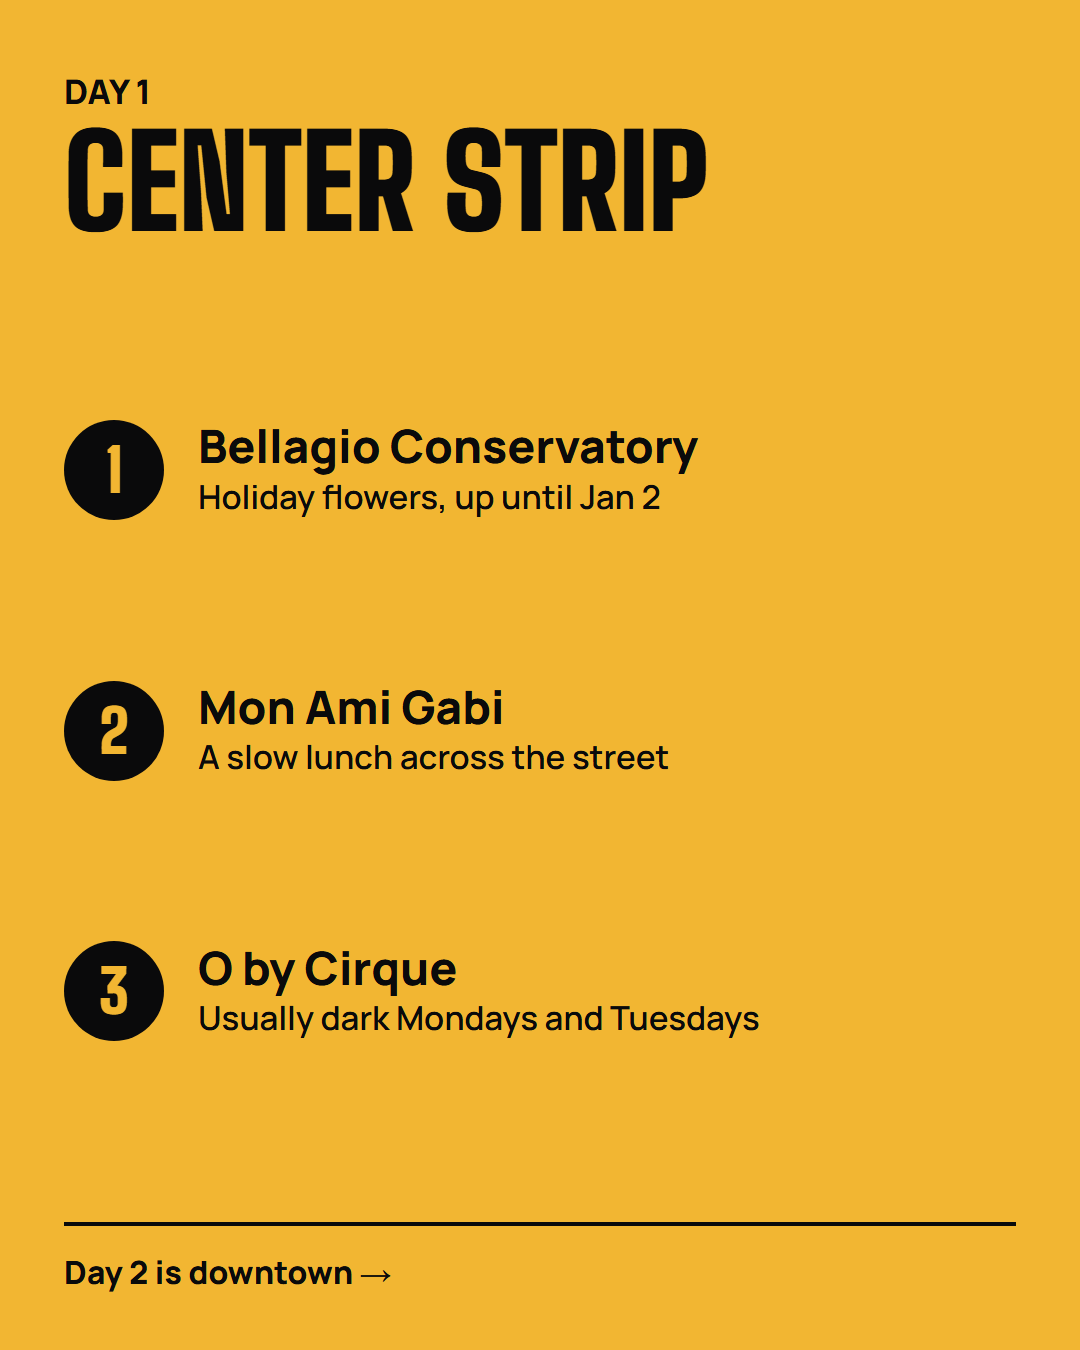 DAY 1
CENTER STRIP
1
Bellagio Conservatory
Holiday flowers, up until Jan 2
2
Mon Ami Gabi
A slow lunch across the street
3
O by Cirque
Usually dark Mondays and Tuesdays
Day 2 is downtown →